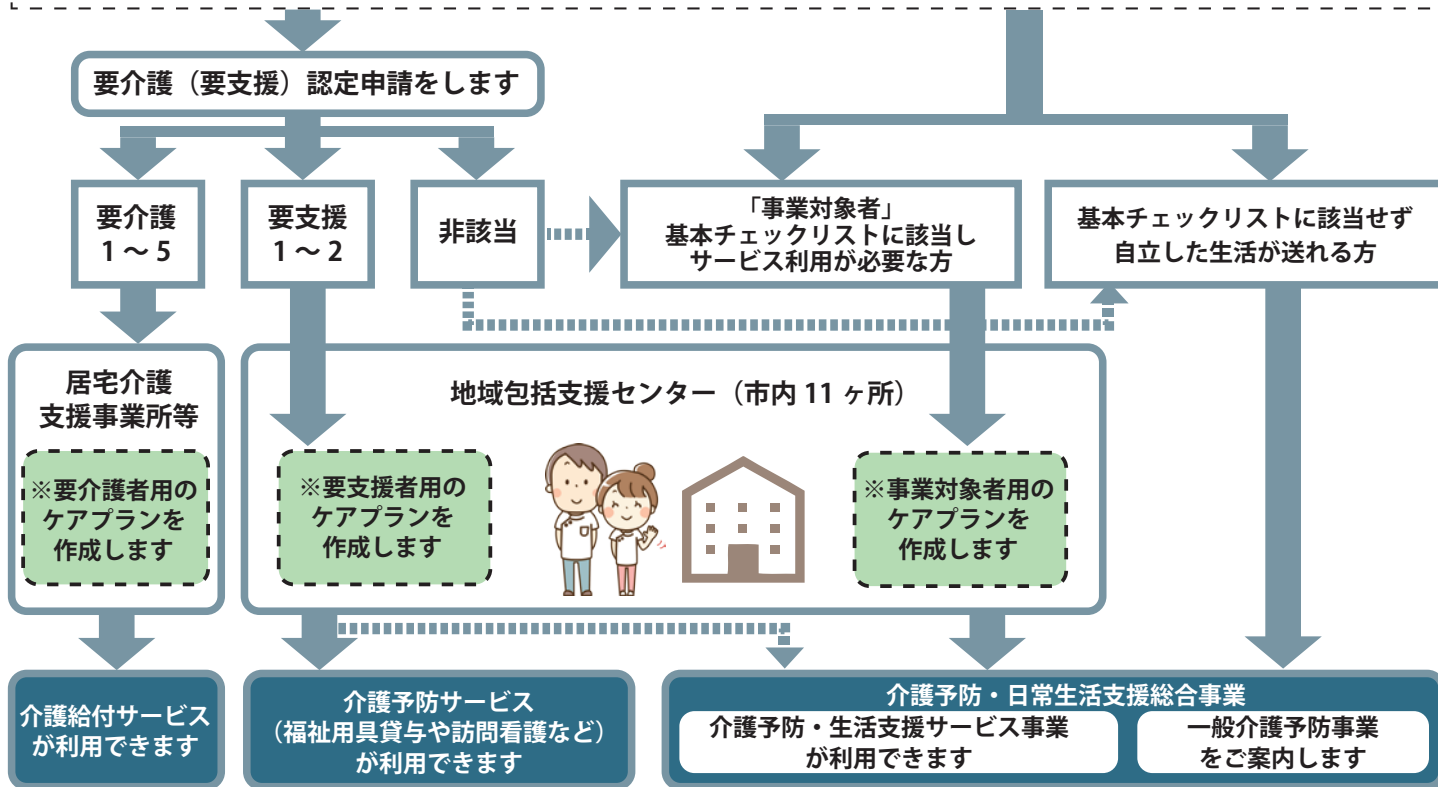 要介護（要支援）認定申請をします
要介護
1～5
要支援
1～2
非該当
「事業対象者」
基本チェックリストに該当し
サービス利用が必要な方
基本チェックリストに該当せず
自立した生活が送れる方
居宅介護
支援事業所等
※要介護者用の
ケアプランを
作成します
地域包括支援センター（市内 11 ヶ所）
※要支援者用の
ケアプランを
作成します
※事業対象者用の
ケアプランを
作成します
介護給付サービス
が利用できます
介護予防サービス
（福祉用具貸与や訪問看護など）
が利用できます
介護予防・日常生活支援総合事業
介護予防・生活支援サービス事業
が利用できます
一般介護予防事業
をご案内します